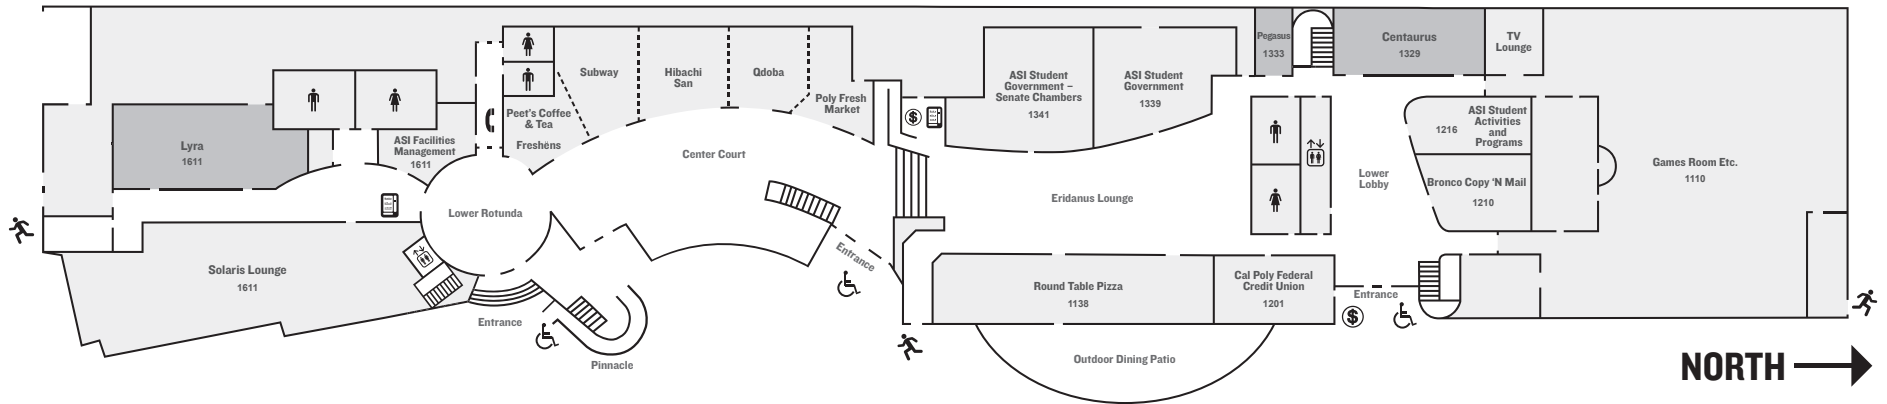 Lyra
1611
ASI Facilities
Management
1611
Solaris Lounge
1611
Lower Rotunda
Entrance
Pinnacle
Peet's Coffee
& Tea
Freshëns
Subway
Hibachi
San
Qdoba
Poly Fresh
Market
Center Court
Entrance
$
ASI Student
Government –
Senate Chambers
1341
ASI Student
Government
1339
Eridanus Lounge
Round Table Pizza
1138
Cal Poly Federal
Credit Union
1201
Outdoor Dining Patio
Pegasus
1333
Centaurus
1329
TV
Lounge
Lower
Lobby
1216
ASI Student
Activities
and
Programs
Bronco Copy 'N Mail
1210
Games Room Etc.
1110
Entrance
$
NORTH